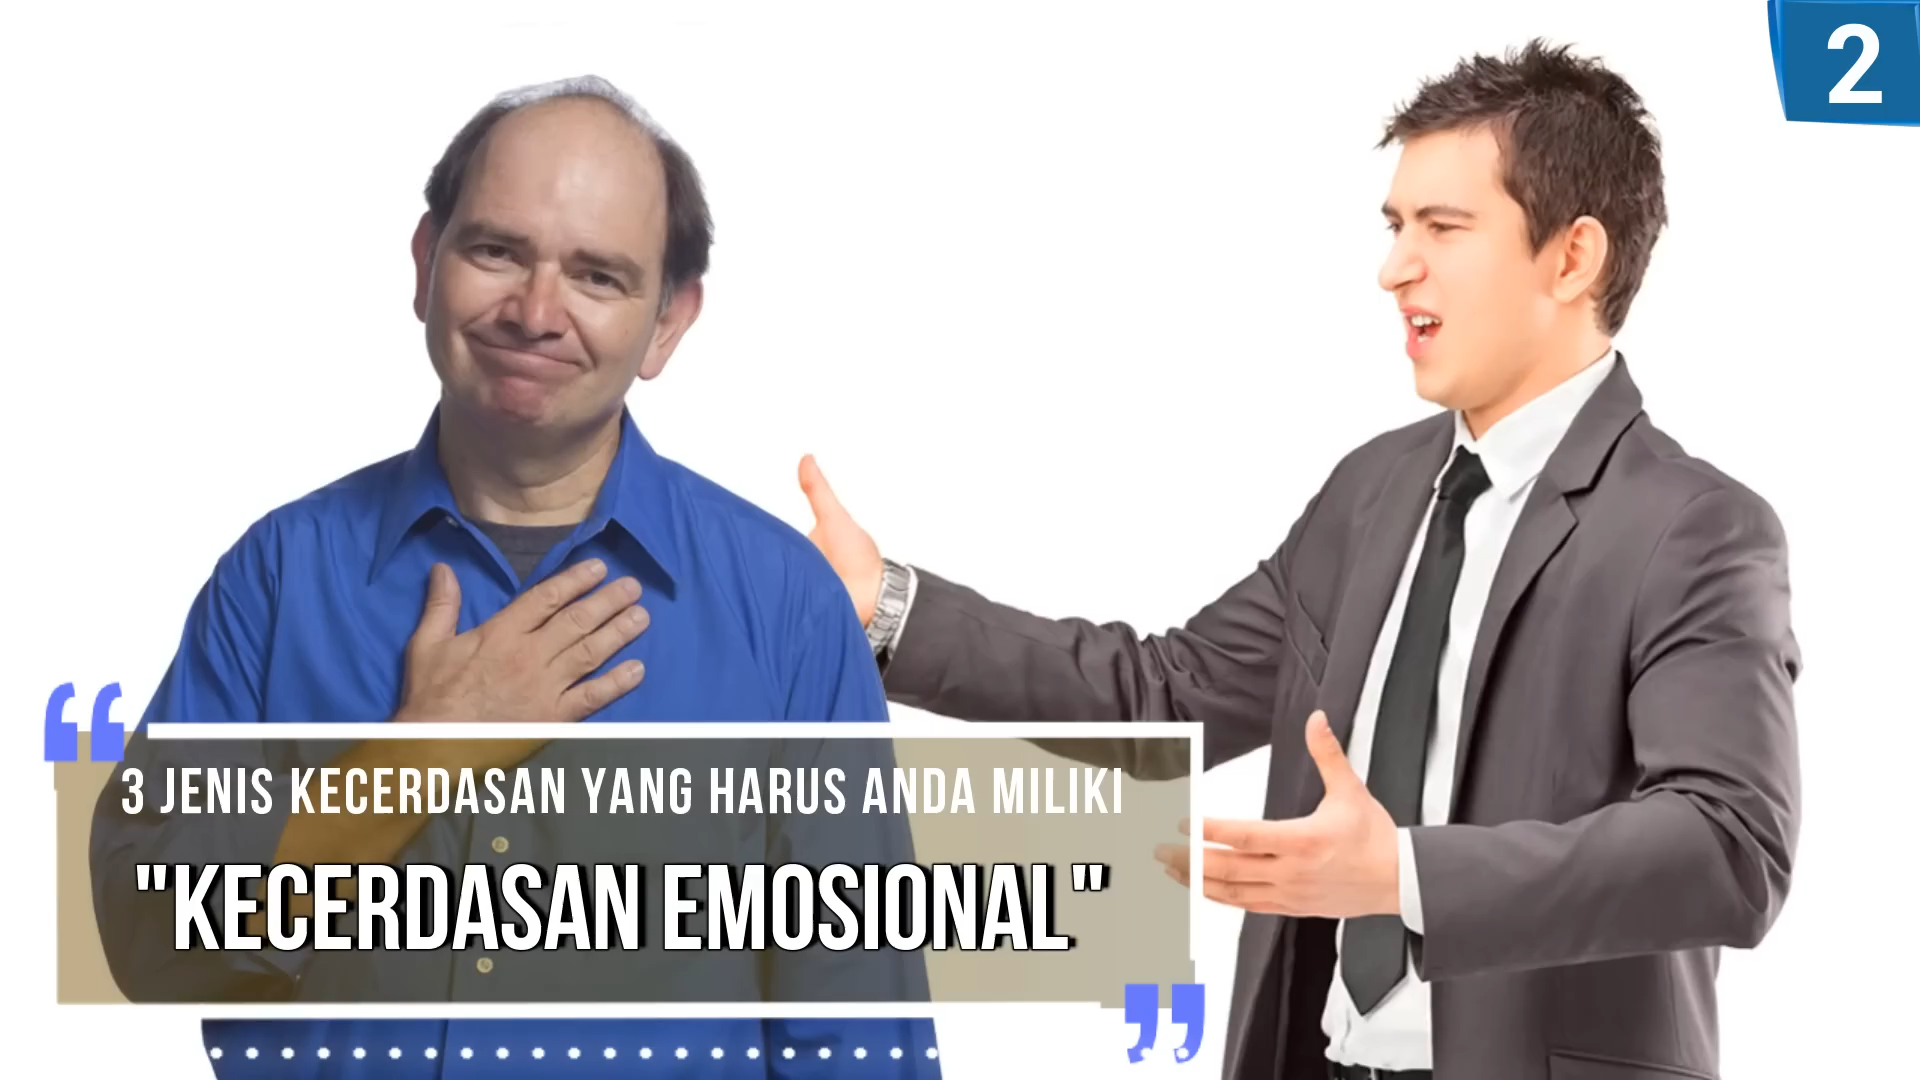 2
3 JENIS KECERDASAN YANG HARUS ANDA MILIKI
"KECERDASAN EMOSIONAL"